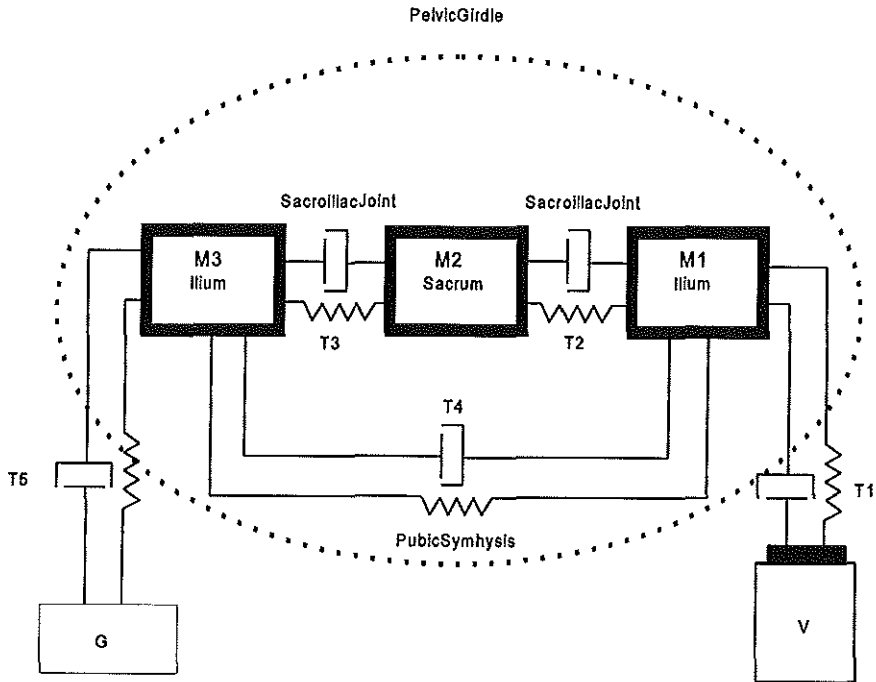 PelvicGirdle
SacroiliacJoint
SacroiliacJoint
M3
Ilium
M2
Sacrum
M1
Ilium
T3
T2
T4
T5
T1
PubicSymhysis
G
V